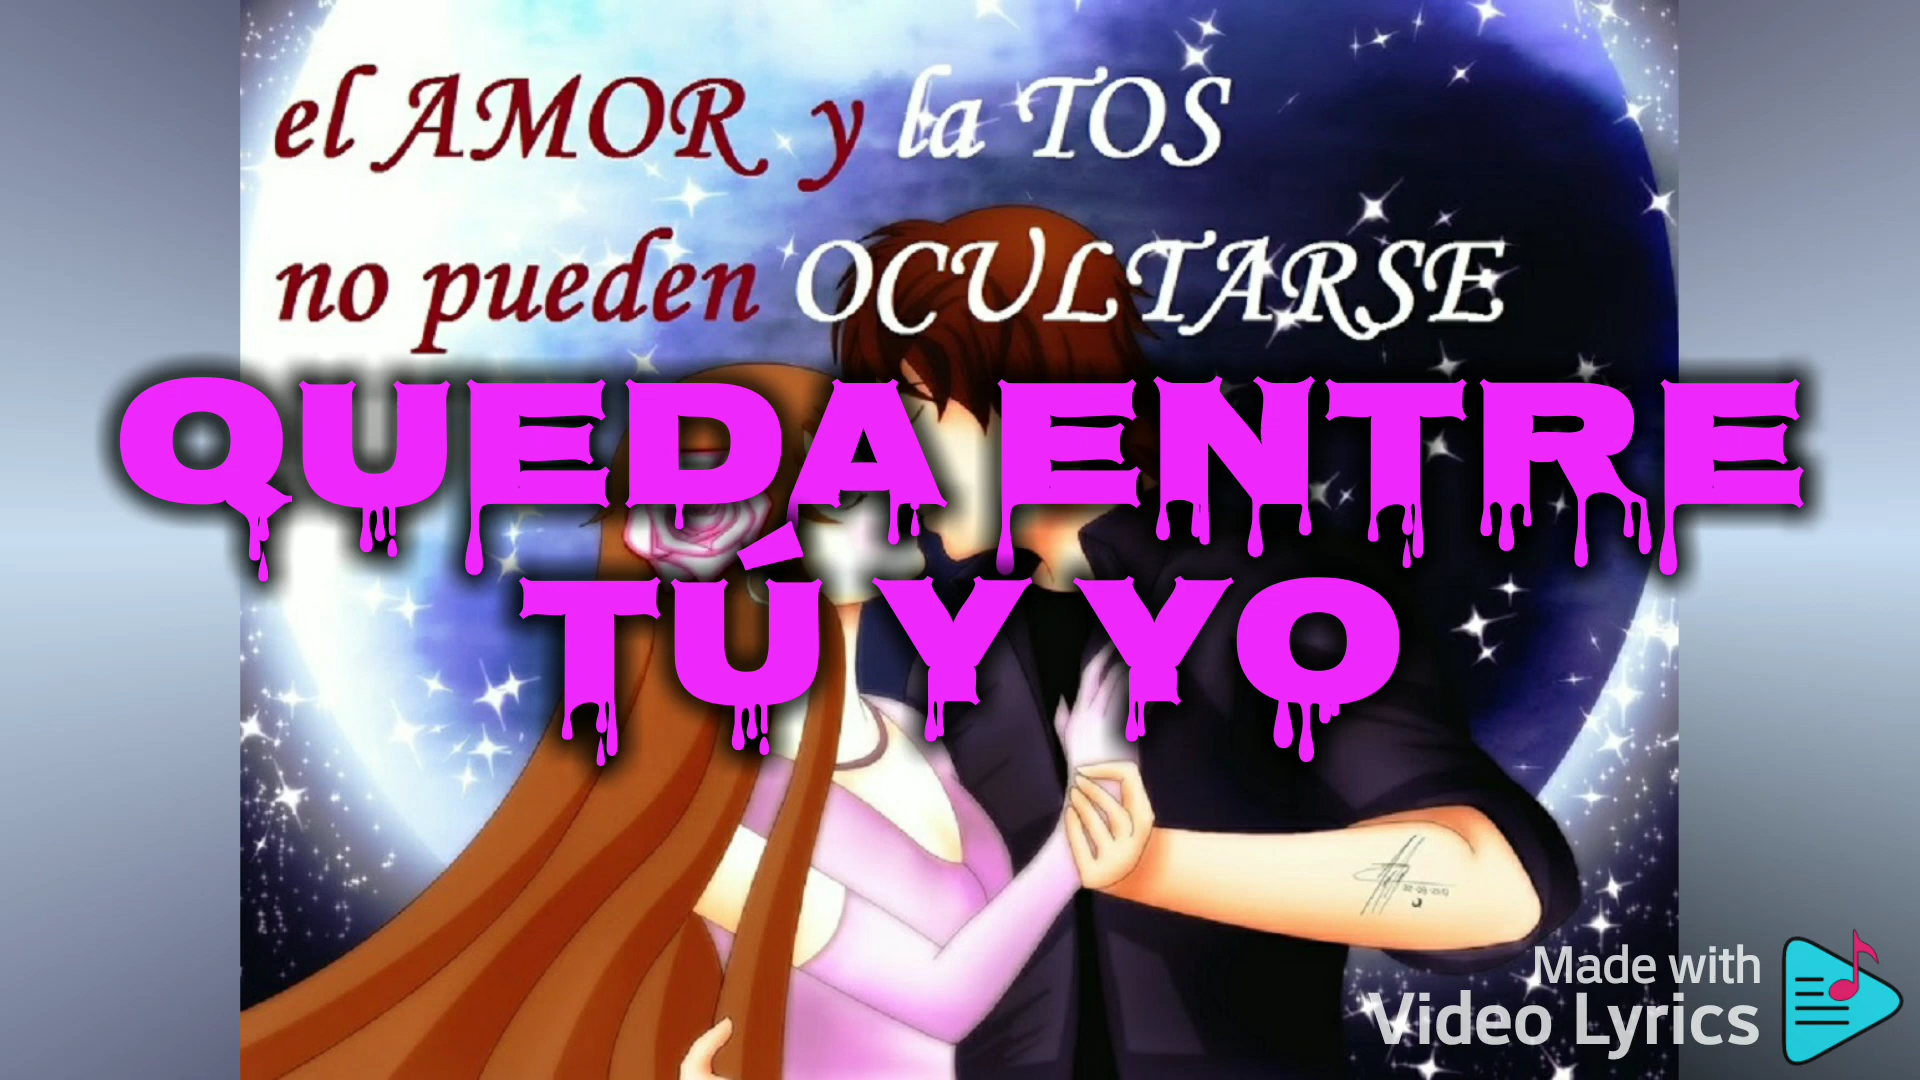 el AMOR y la TOS
no pueden OCULTARSE
QUEDA ENTRE
TÚ Y YO
Made with
Video Lyrics